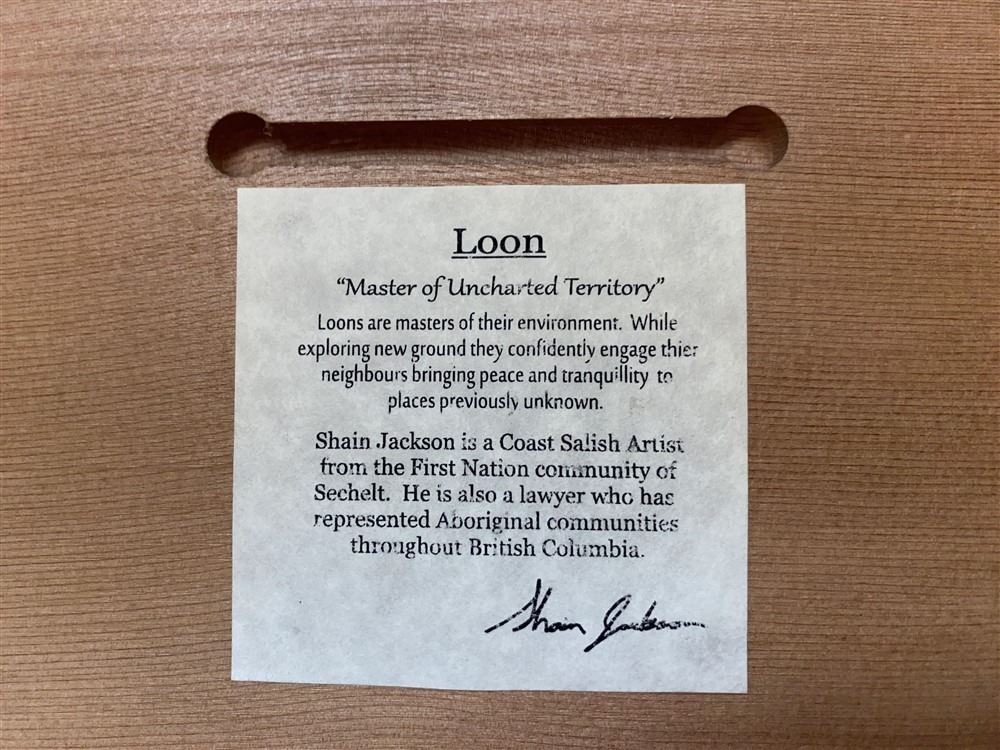 Loon
“Master of Uncharted Territory”
Loons are masters of their environment. While
exploring new ground they confidently engage thier
neighbours bringing peace and tranquillity to
places previously unknown.
Shain Jackson is a Coast Salish Artist
from the First Nation community of
Sechelt. He is also a lawyer who has
represented Aboriginal communities
throughout British Columbia.
Shain Jackson